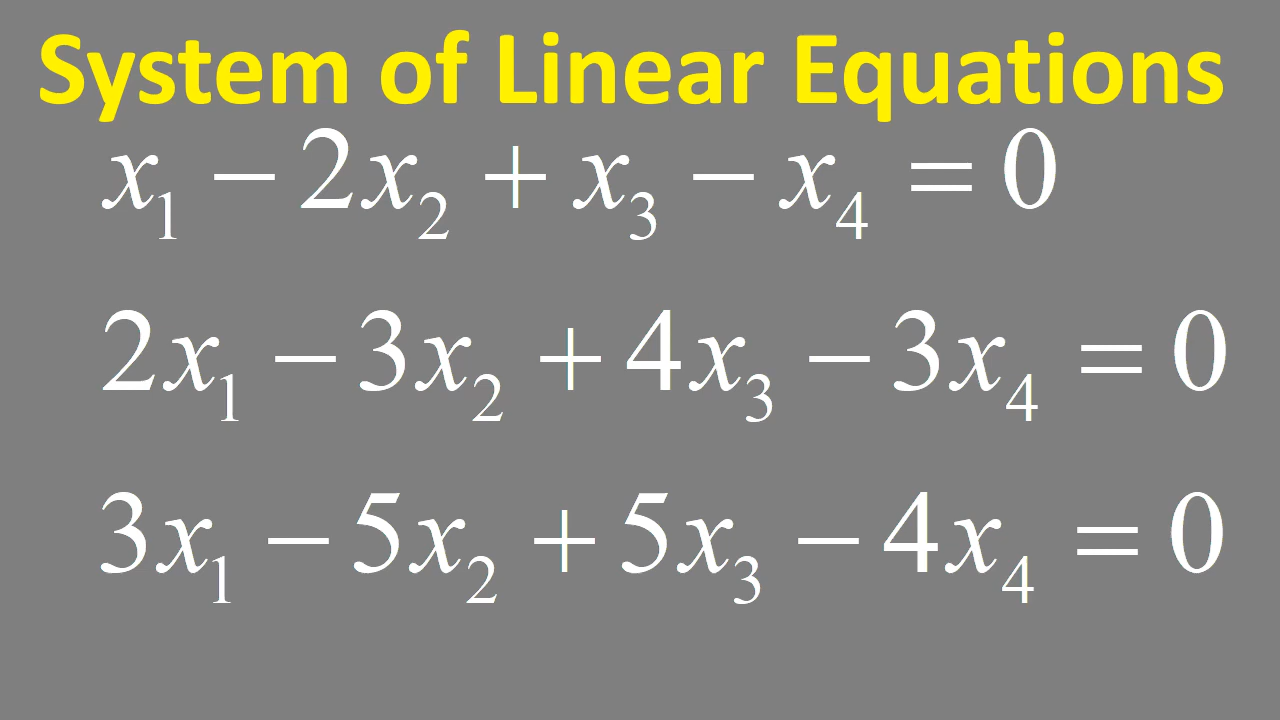 System of Linear Equations
x₁ − 2x₂ + x₃ − x₄ = 0
2x₁ − 3x₂ + 4x₃ − 3x₄ = 0
3x₁ − 5x₂ + 5x₃ − 4x₄ = 0